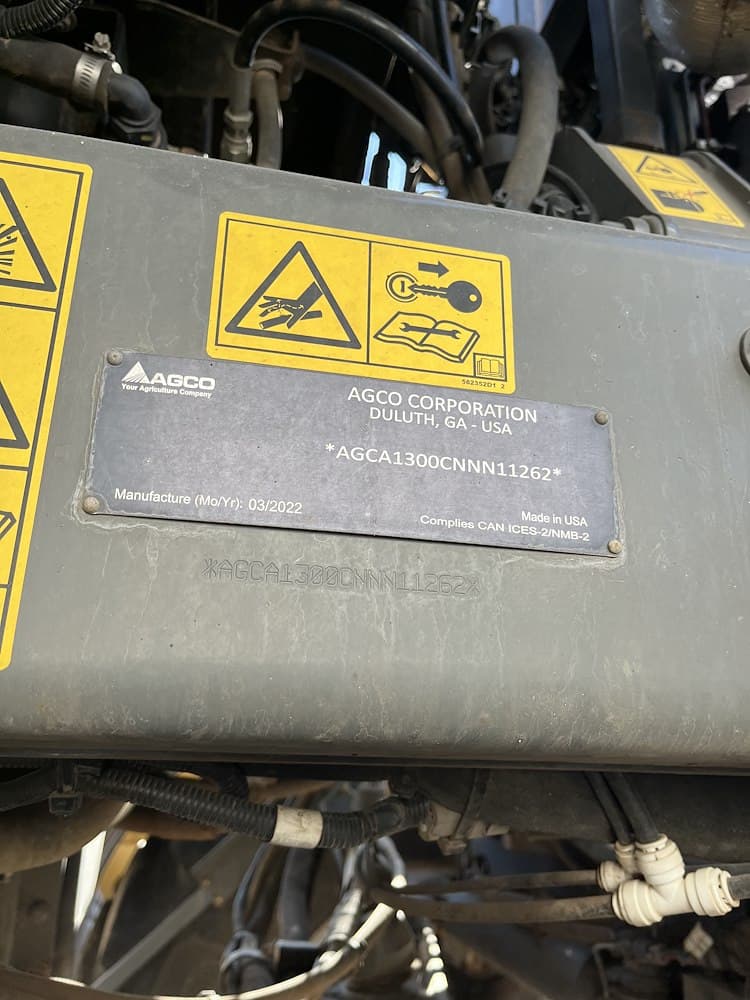 562352D1 2
AGCO
Your Agriculture Company
AGCO CORPORATION
DULUTH, GA - USA
*AGCA1300CNNN11262*
Manufacture (Mo/Yr): 03/2022
Made in USA
Complies CAN ICES-2/NMB-2
*AGCA1300CNNN11262*